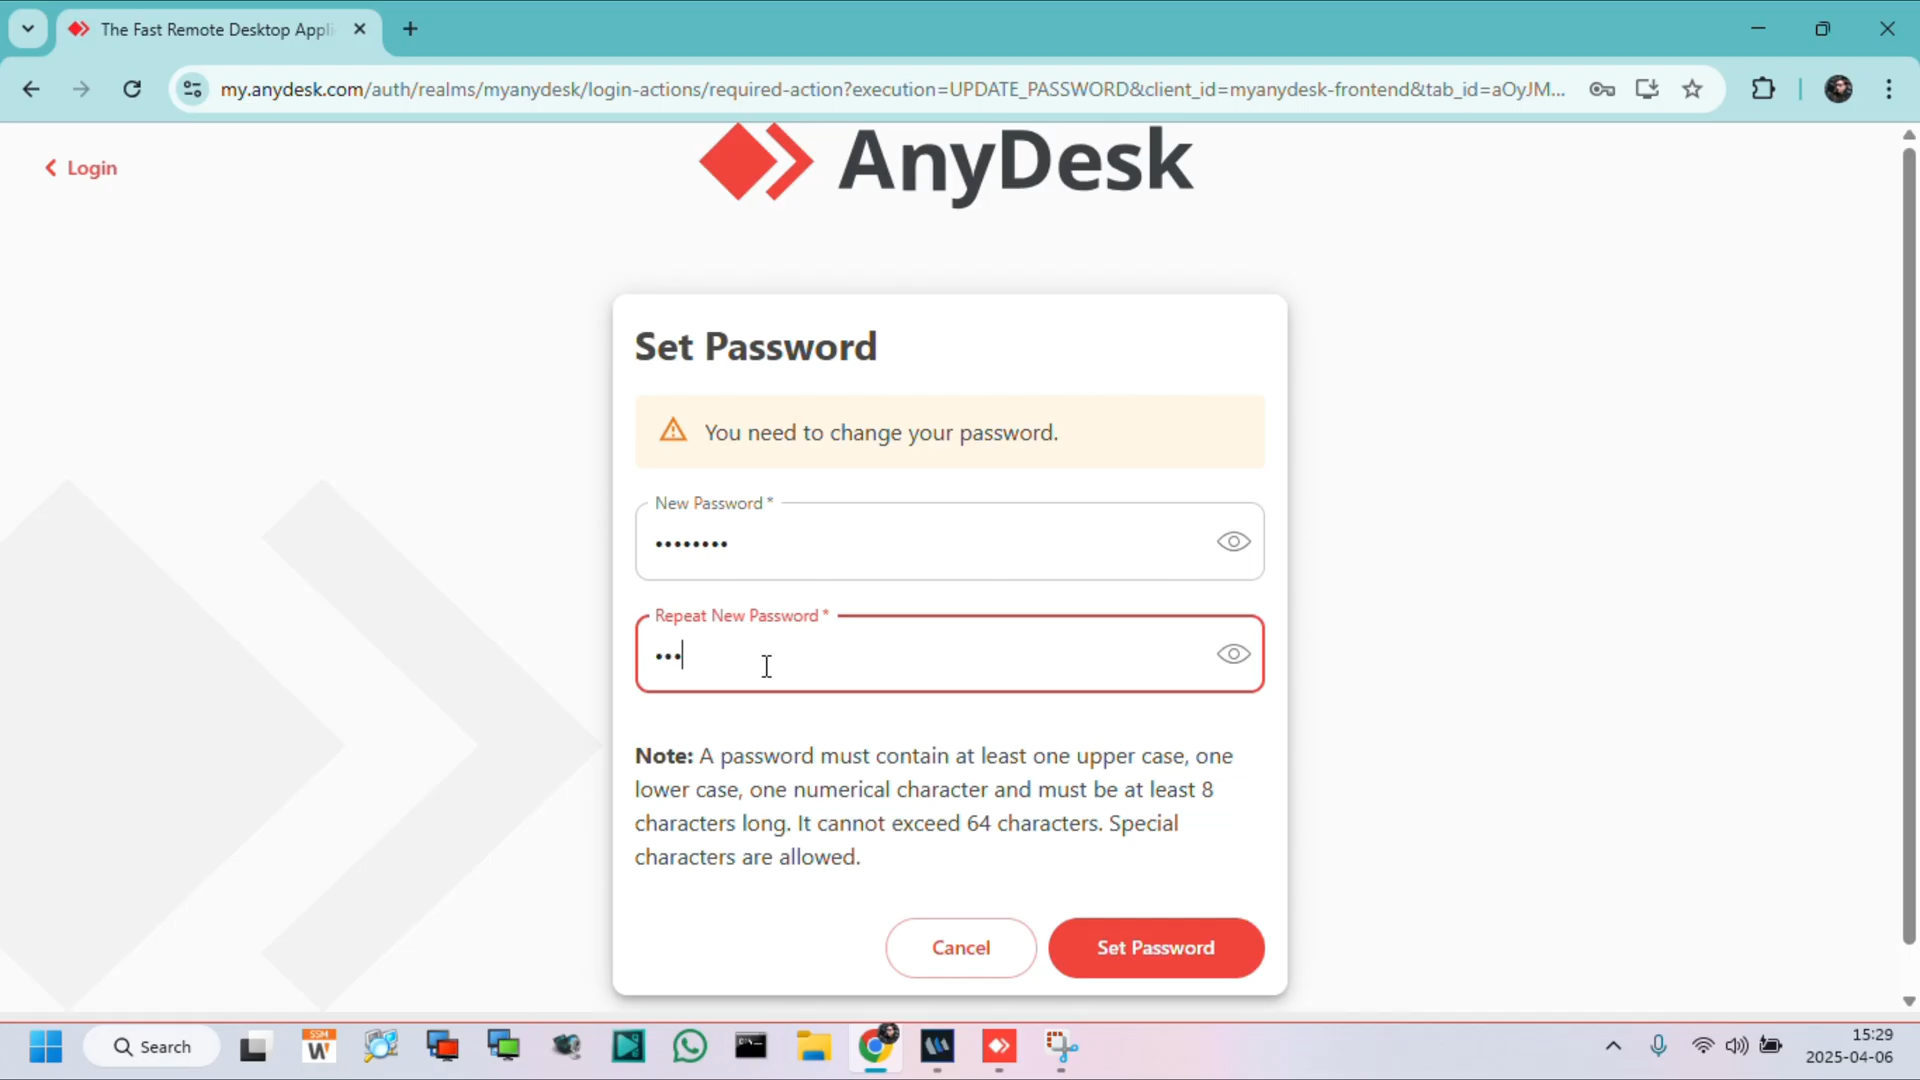 The Fast Remote Desktop Appli
my.anydesk.com/auth/realms/myanydesk/login-actions/required-action?execution=UPDATE_PASSWORD&client_id=myanydesk-frontend&tab_id=aOyJM...
Login
AnyDesk
Set Password
You need to change your password.
New Password *
••••••••
Repeat New Password *
•••
Note: A password must contain at least one upper case, one
lower case, one numerical character and must be at least 8
characters long. It cannot exceed 64 characters. Special
characters are allowed.
Cancel
Set Password
Search
SSM
W
15:29
2025-04-06